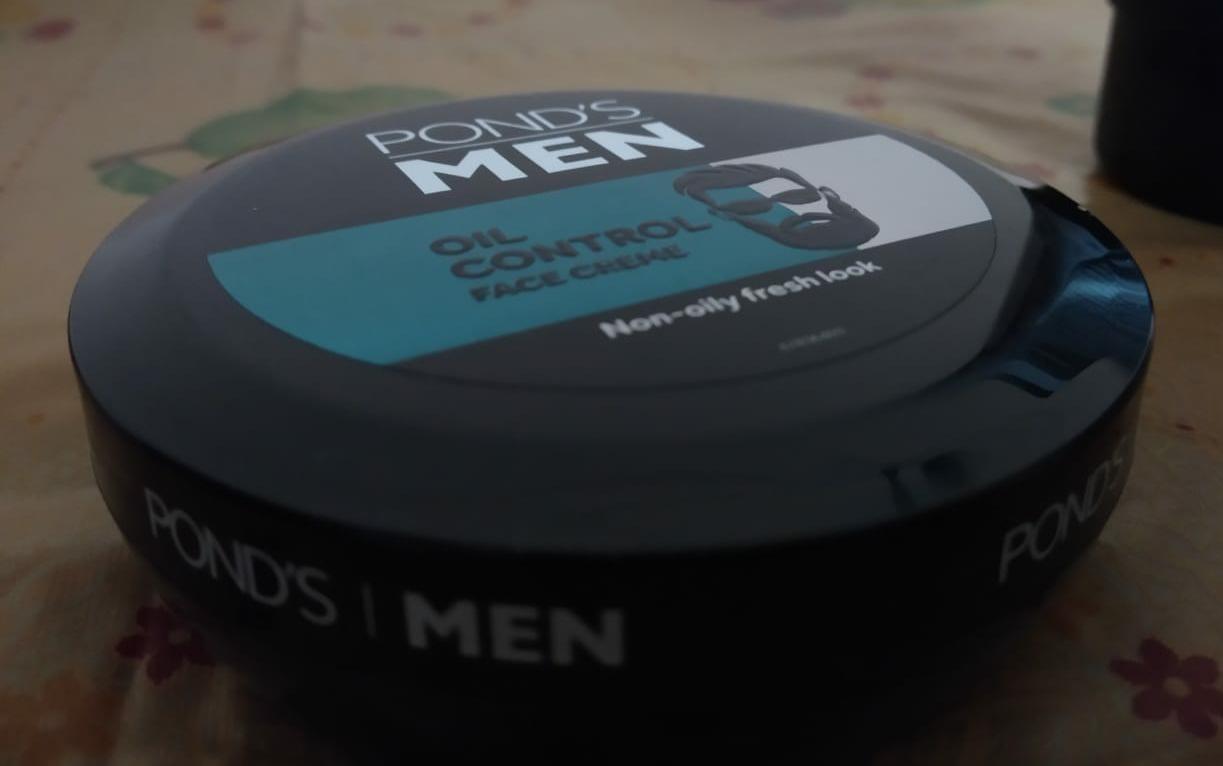 POND'S
MEN
OIL
CONTROL
FACE CREME
Non-oily fresh look
POND'S | MEN
POND'S